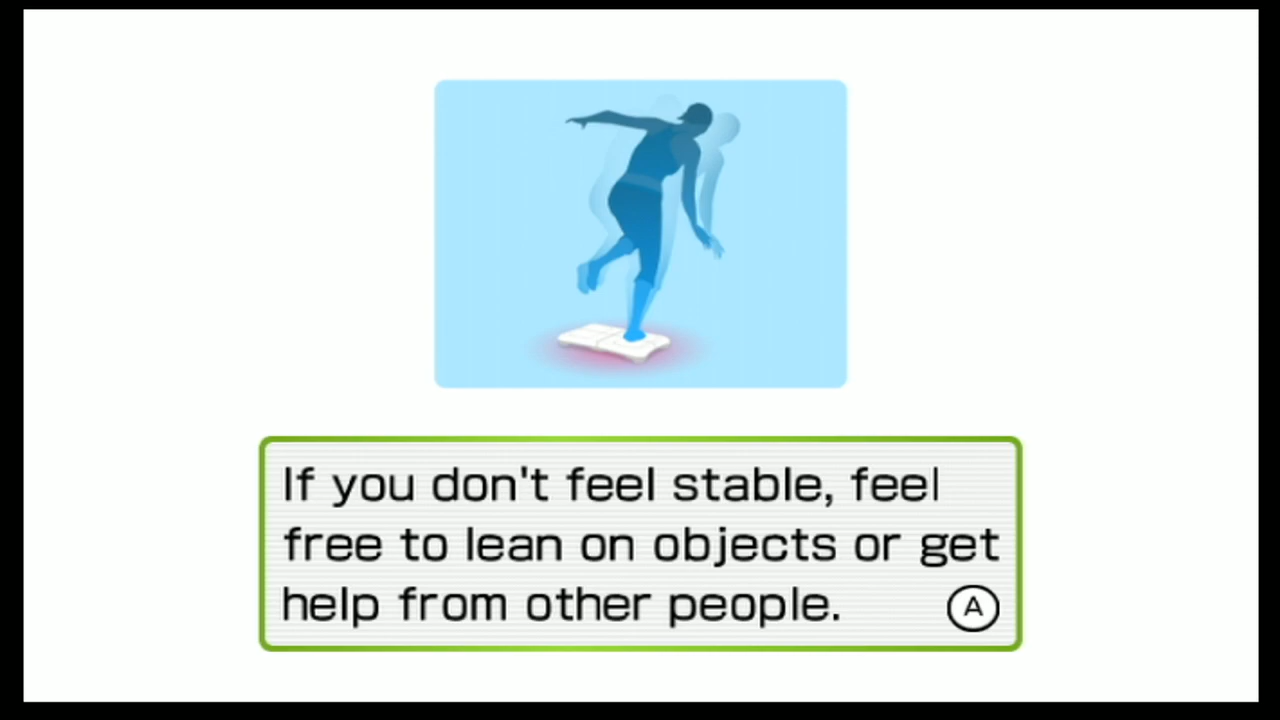 If you don't feel stable, feel
free to lean on objects or get
help from other people.
A